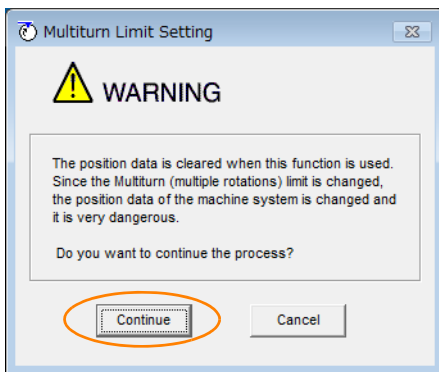 Multiturn Limit Setting
WARNING
The position data is cleared when this function is used.
Since the Multiturn (multiple rotations) limit is changed,
the position data of the machine system is changed and
it is very dangerous.
Do you want to continue the process?
Continue
Cancel